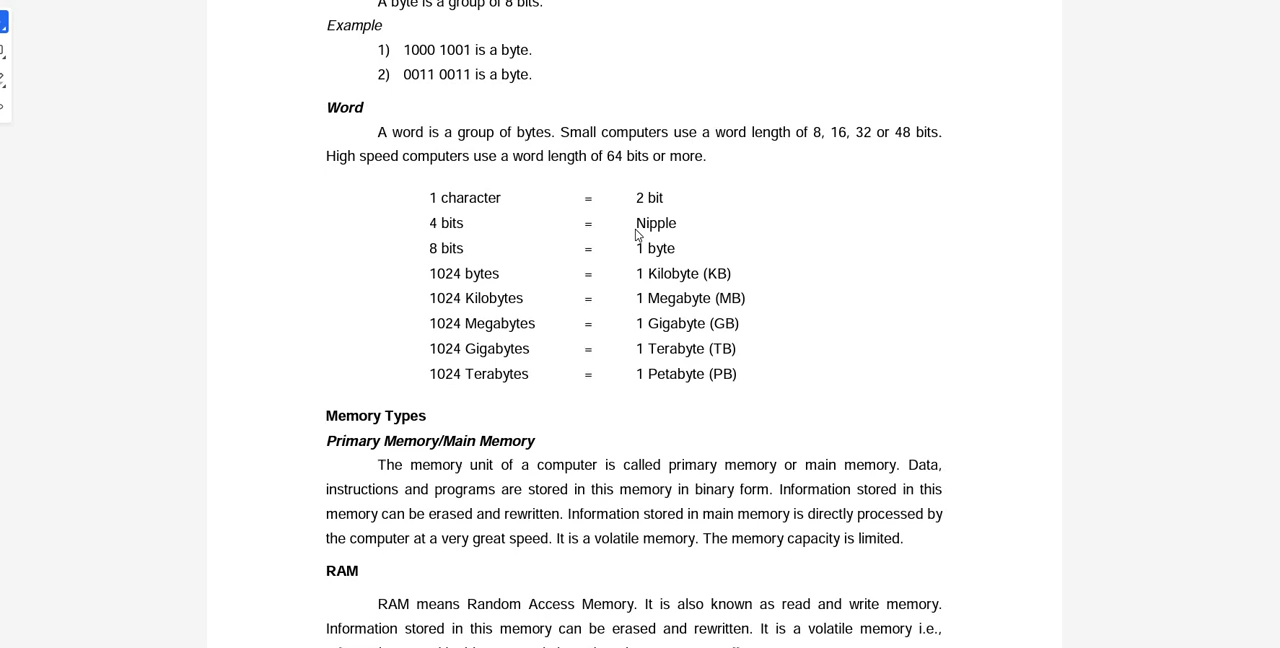 A byte is a group of 8 bits.
Example
1) 1000 1001 is a byte.
2) 0011 0011 is a byte.
Word
A word is a group of bytes. Small computers use a word length of 8, 16, 32 or 48 bits.
High speed computers use a word length of 64 bits or more.
1 character = 2 bit
4 bits = Nipple
8 bits = 1 byte
1024 bytes = 1 Kilobyte (KB)
1024 Kilobytes = 1 Megabyte (MB)
1024 Megabytes = 1 Gigabyte (GB)
1024 Gigabytes = 1 Terabyte (TB)
1024 Terabytes = 1 Petabyte (PB)
Memory Types
Primary Memory/Main Memory
The memory unit of a computer is called primary memory or main memory. Data,
instructions and programs are stored in this memory in binary form. Information stored in this
memory can be erased and rewritten. Information stored in main memory is directly processed by
the computer at a very great speed. It is a volatile memory. The memory capacity is limited.
RAM
RAM means Random Access Memory. It is also known as read and write memory.
Information stored in this memory can be erased and rewritten. It is a volatile memory i.e.,